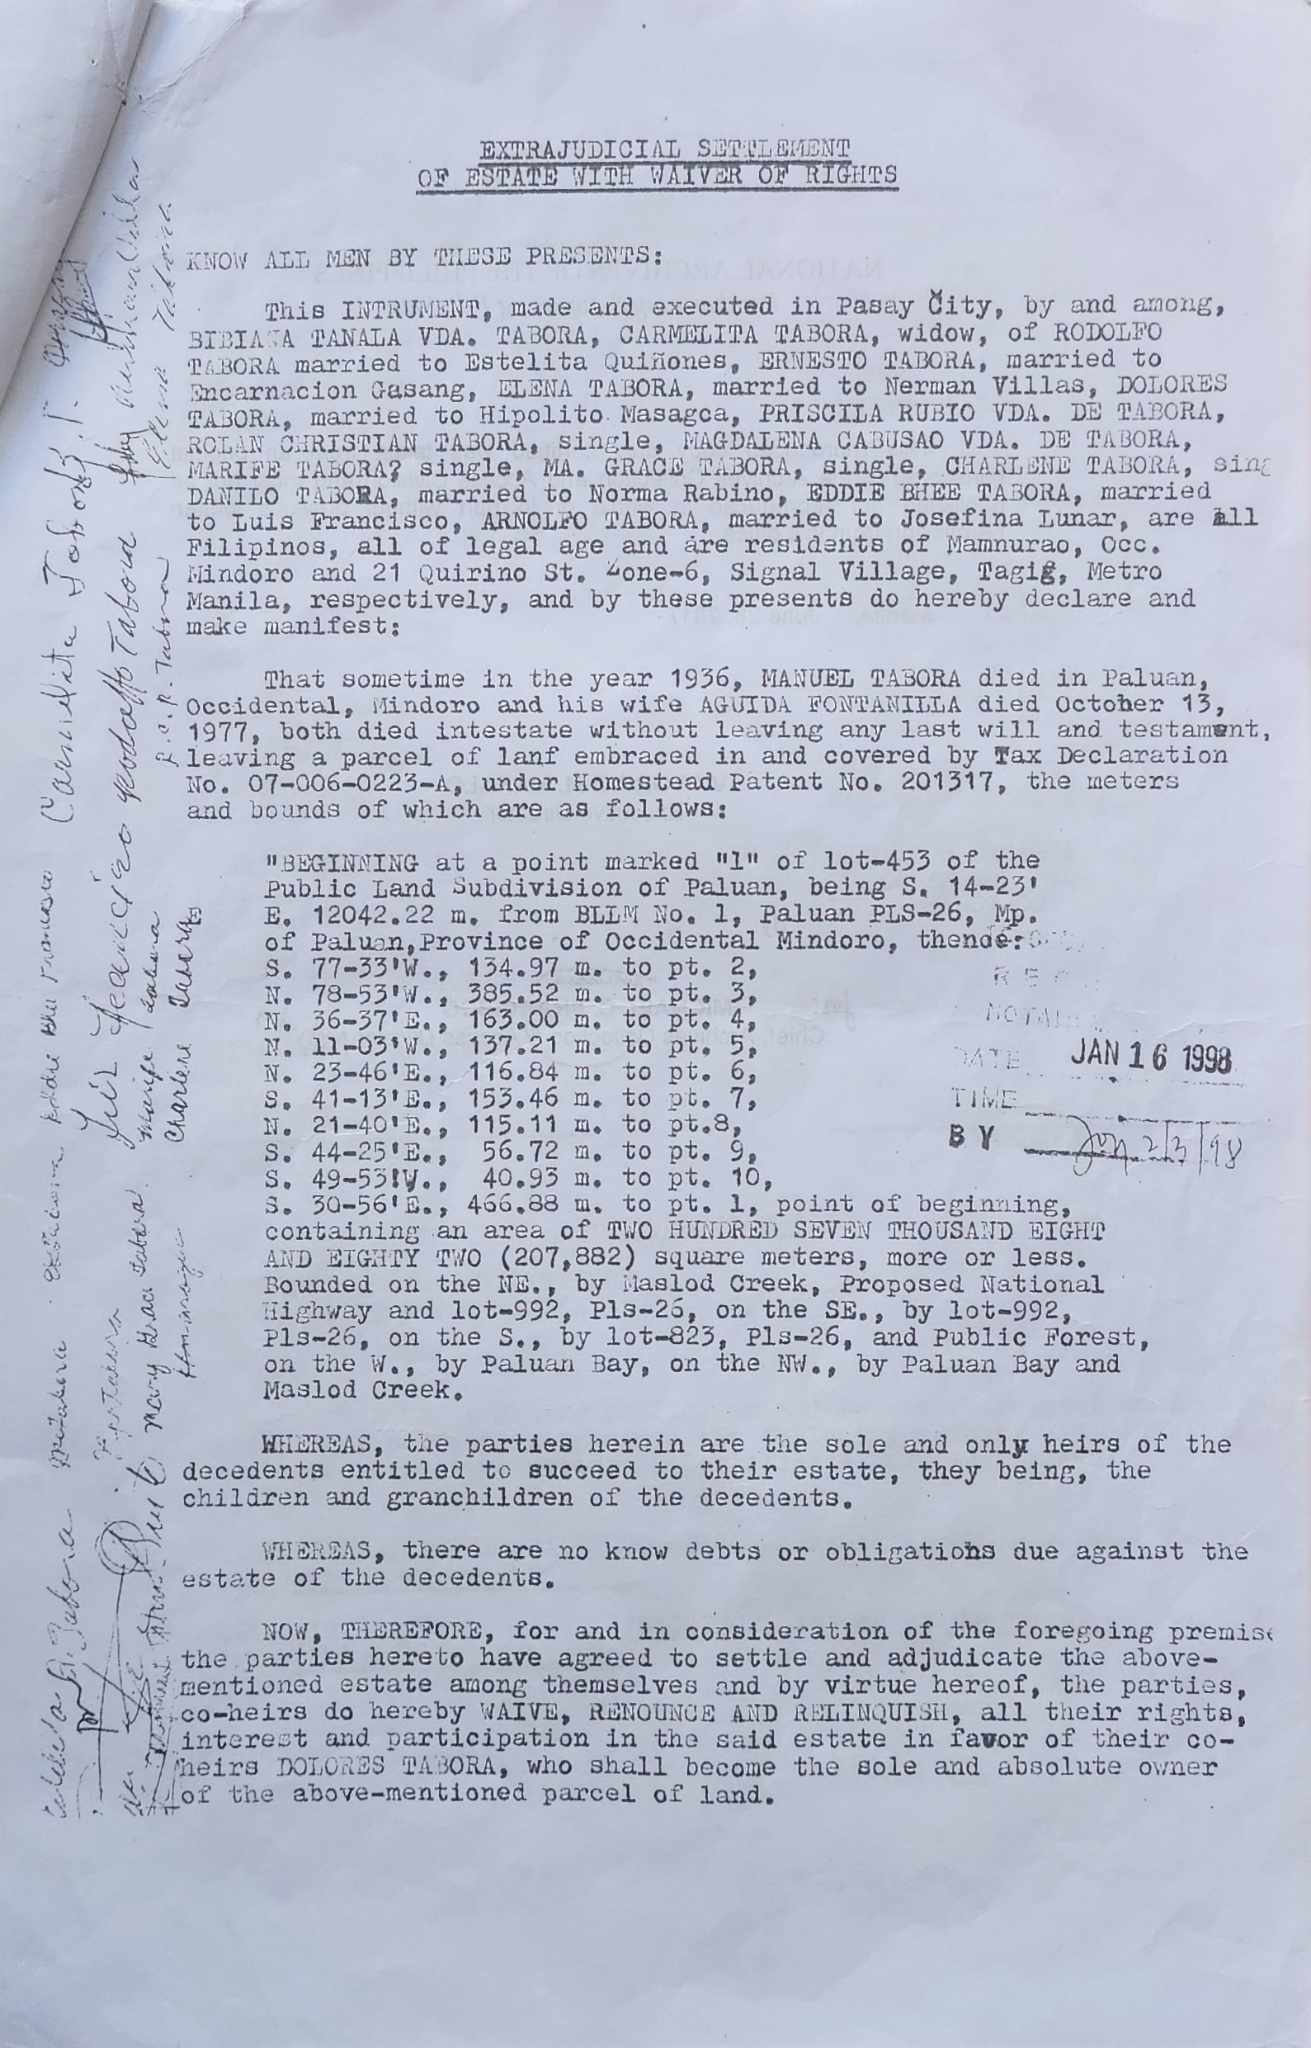 EXTRAJUDICIAL SETTLEMENT
OF ESTATE WITH WAIVER OF RIGHTS
KNOW ALL MEN BY THESE PRESENTS:
This INTRUMENT, made and executed in Pasay City, by and among,
BIBIANA TANALA VDA. TABORA, CARMELITA TABORA, widow, of RODOLFO
TABORA married to Estelita Quiñones, ERNESTO TABORA, married to
Encarnacion Gasang, ELENA TABORA, married to Nerman Villas, DOLORES
TABORA, married to Hipolito Masagca, PRISCILA RUBIO VDA. DE TABORA,
ROLAN CHRISTIAN TABORA, single, MAGDALENA CABUSAO VDA. DE TABORA,
MARIFE TABORA, single, MA. GRACE TABORA, single, CHARLENE TABORA, sing
DANILO TABORA, married to Norma Rabino, EDDIE BHEE TABORA, married
to Luis Francisco, ARNOLFO TABORA, married to Josefina Lunar, are all
Filipinos, all of legal age and are residents of Mamnurao, Occ.
Mindoro and 21 Quirino St. Zone-6, Signal Village, Tagig, Metro
Manila, respectively, and by these presents do hereby declare and
make manifest:
That sometime in the year 1936, MANUEL TABORA died in Paluan,
Occidental, Mindoro and his wife AGUIDA FONTANILLA died October 13,
1977, both died intestate without leaving any last will and testament,
leaving a parcel of lanf embraced in and covered by Tax Declaration
No. 07-006-0223-A, under Homestead Patent No. 201317, the meters
and bounds of which are as follows:
"BEGINNING at a point marked "1" of lot-453 of the
Public Land Subdivision of Paluan, being S. 14-23'
E. 12042.22 m. from BLLM No. 1, Paluan PLS-26, Mp.
of Paluan, Province of Occidental Mindoro, thence:
S. 77-33'W., 134.97 m. to pt. 2,
N. 78-53'W., 385.52 m. to pt. 3,
N. 36-37'E., 163.00 m. to pt. 4,
N. 11-03'W., 137.21 m. to pt. 5,
N. 23-46'E., 116.84 m. to pt. 6,
S. 41-13'E., 153.46 m. to pt. 7,
N. 21-40'E., 115.11 m. to pt.8,
S. 44-25'E., 56.72 m. to pt. 9,
S. 49-53'W., 40.93 m. to pt. 10,
S. 30-56'E., 466.88 m. to pt. 1, point of beginning,
containing an area of TWO HUNDRED SEVEN THOUSAND EIGHT
AND EIGHTY TWO (207,882) square meters, more or less.
Bounded on the NE., by Maslod Creek, Proposed National
Highway and lot-992, Pls-26, on the SE., by lot-992,
Pls-26, on the S., by lot-823, Pls-26, and Public Forest,
on the W., by Paluan Bay, on the NW., by Paluan Bay and
Maslod Creek.
DATE JAN 16 1998
TIME
BY 2/3/98
WHEREAS, the parties herein are the sole and only heirs of the
decedents entitled to succeed to their estate, they being, the
children and granchildren of the decedents.
WHEREAS, there are no know debts or obligations due against the
estate of the decedents.
NOW, THEREFORE, for and in consideration of the foregoing premise
the parties hereto have agreed to settle and adjudicate the above-
mentioned estate among themselves and by virtue hereof, the parties,
co-heirs do hereby WAIVE, RENOUNCE AND RELINQUISH, all their rights,
interest and participation in the said estate in favor of their co-
heirs DOLORES TABORA, who shall become the sole and absolute owner
of the above-mentioned parcel of land.
Carmelita Tabora
Rodolfo Tabora
Elena Tabora
Marife Tabora
Charlene Tabora
Mary Grace Tabora